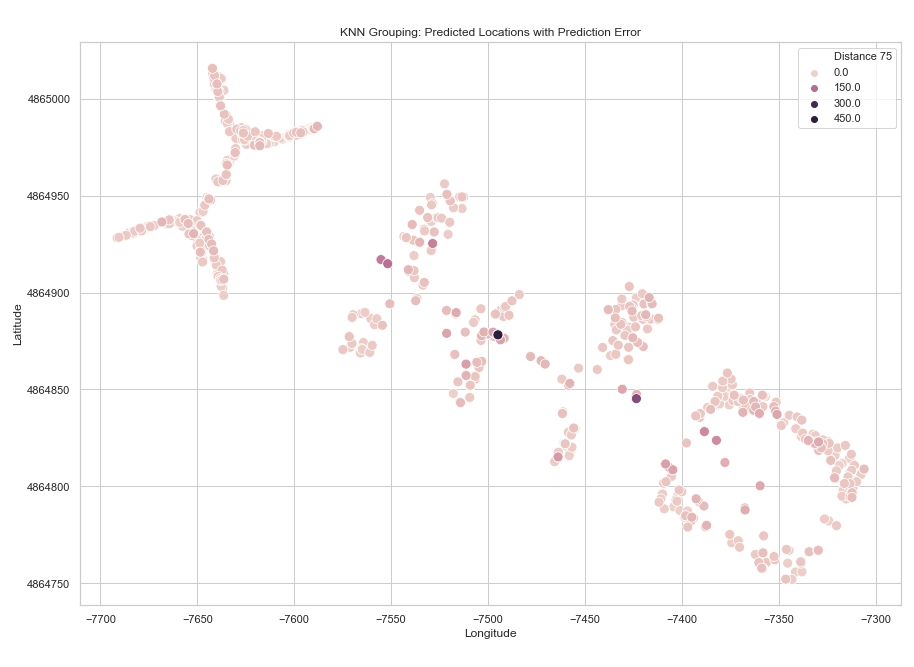 KNN Grouping: Predicted Locations with Prediction Error
Distance 75
0.0
150.0
300.0
450.0
Latitude
4865000
4864950
4864900
4864850
4864800
4864750
−7700 −7650 −7600 −7550 −7500 −7450 −7400 −7350 −7300
Longitude